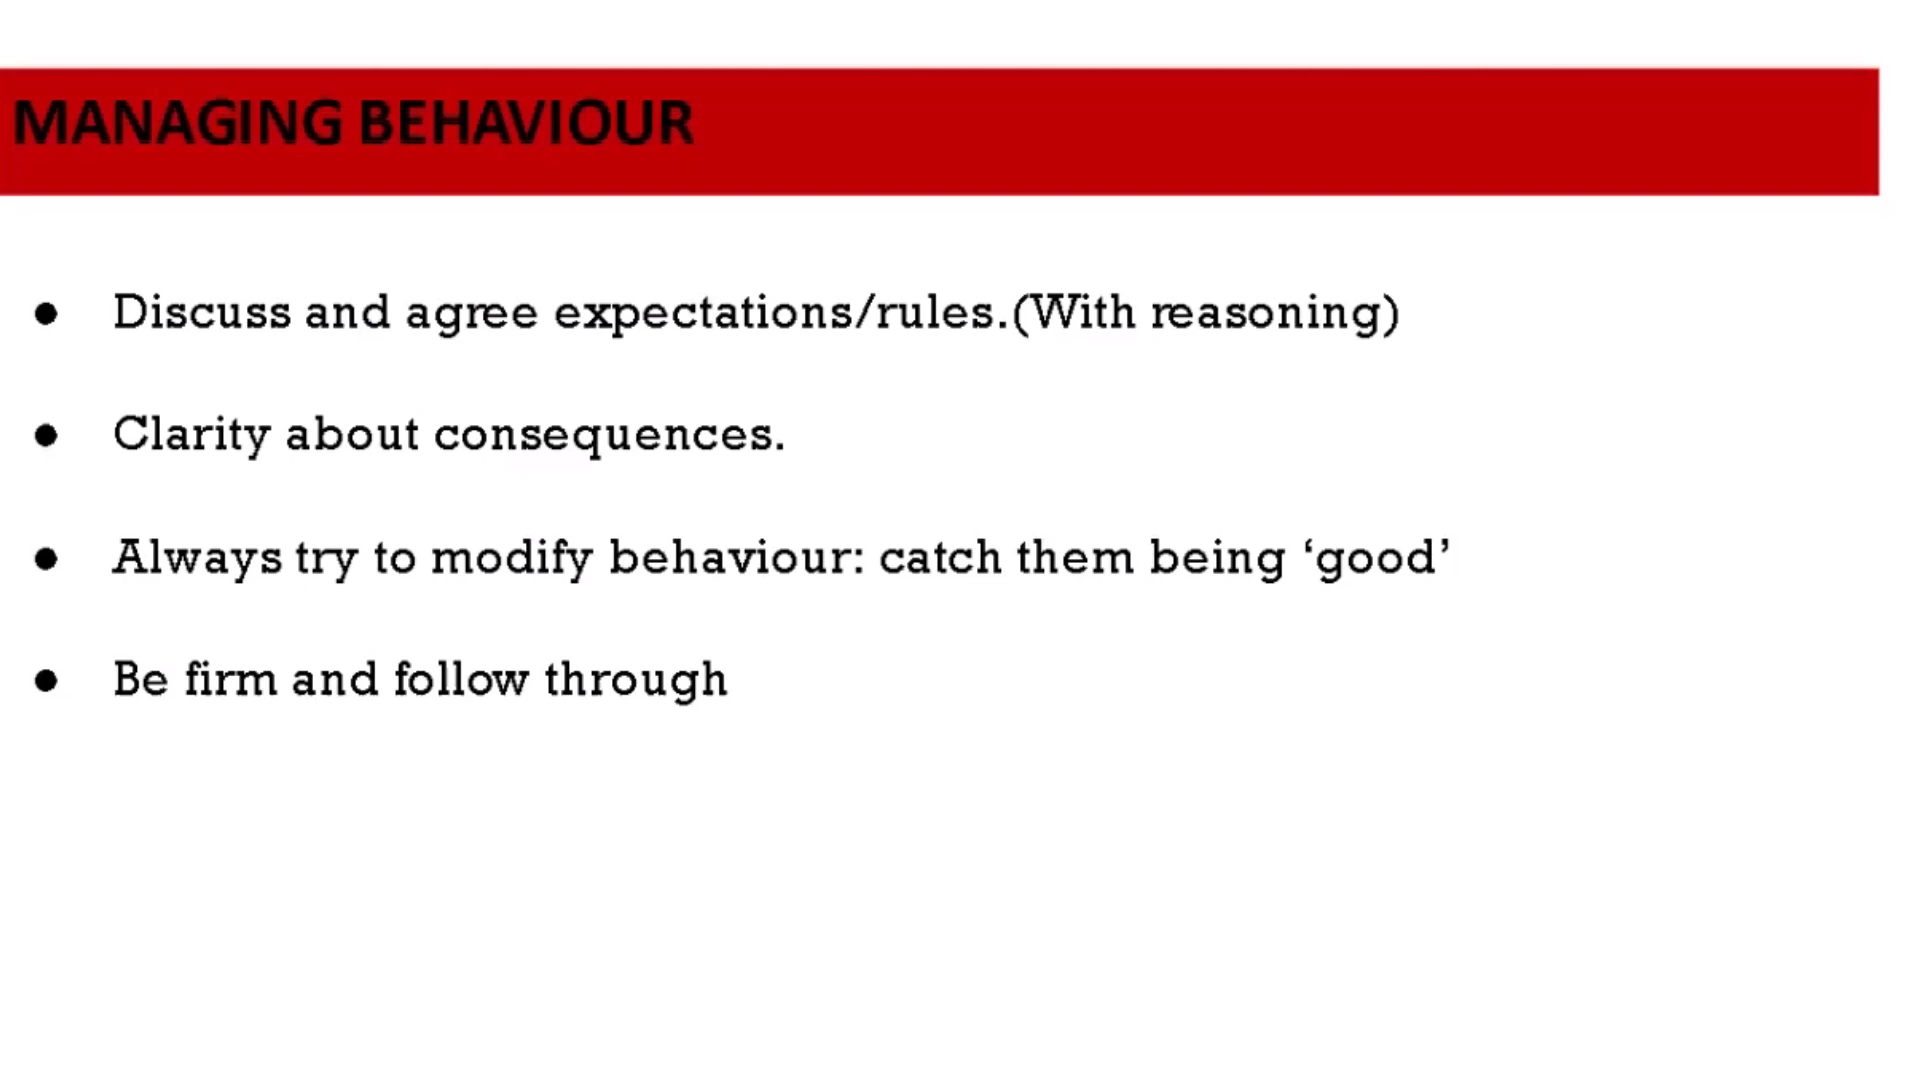 MANAGING BEHAVIOUR
● Discuss and agree expectations/rules.(With reasoning)
● Clarity about consequences.
● Always try to modify behaviour: catch them being ‘good’
● Be firm and follow through